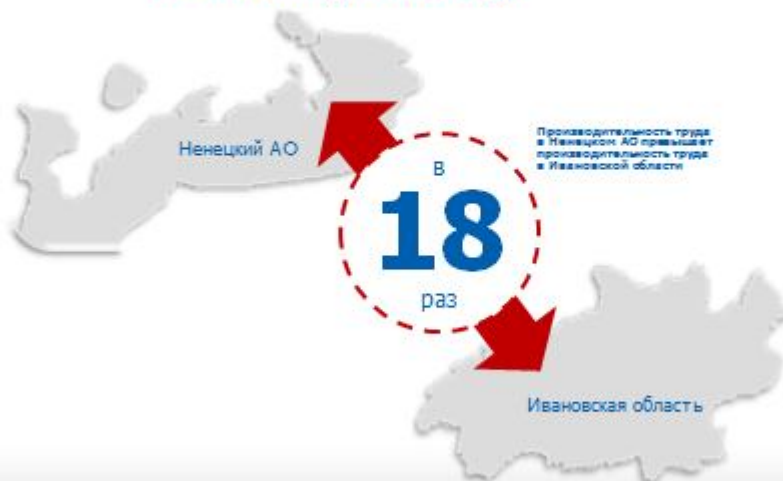 Ненецкий АО
в
18
раз
Производительность труда
в Ненецком АО превышает
производительность труда
в Ивановской области
Ивановская область